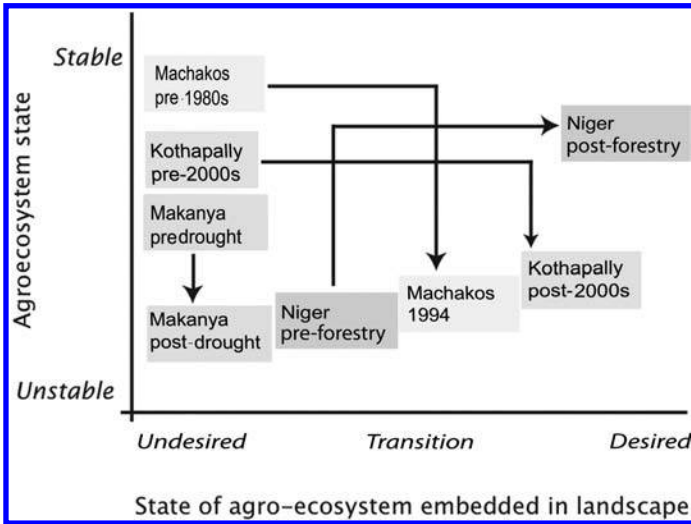 Stable
Machakos
pre-1980s
Niger
post-forestry
Kothapally
pre-2000s
Agroecosystem state
Makanya
predrought
Kothapally
post-2000s
Machakos
1994
Niger
pre-forestry
Makanya
post-drought
Unstable
Undesired Transition Desired
State of agro-ecosystem embedded in landscape